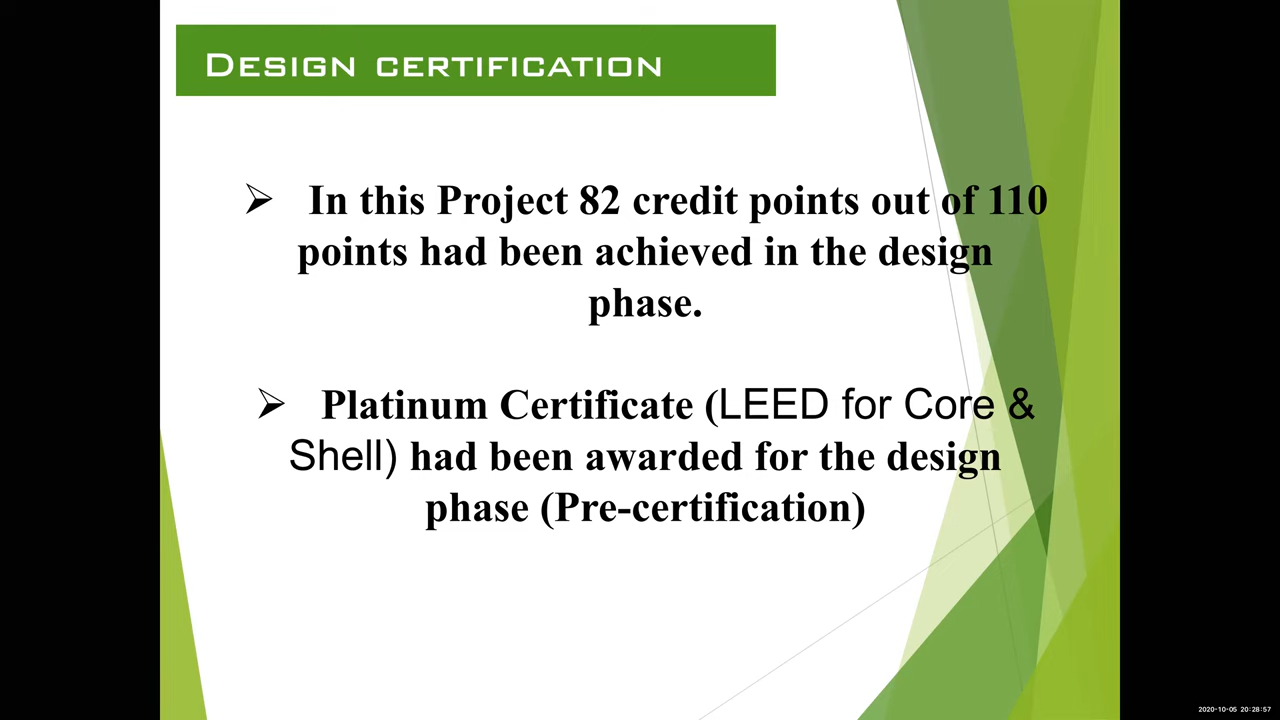 DESIGN CERTIFICATION
➢ In this Project 82 credit points out of 110
points had been achieved in the design
phase.
➢ Platinum Certificate (LEED for Core &
Shell) had been awarded for the design
phase (Pre-certification)
2020-10-05 20:28:57